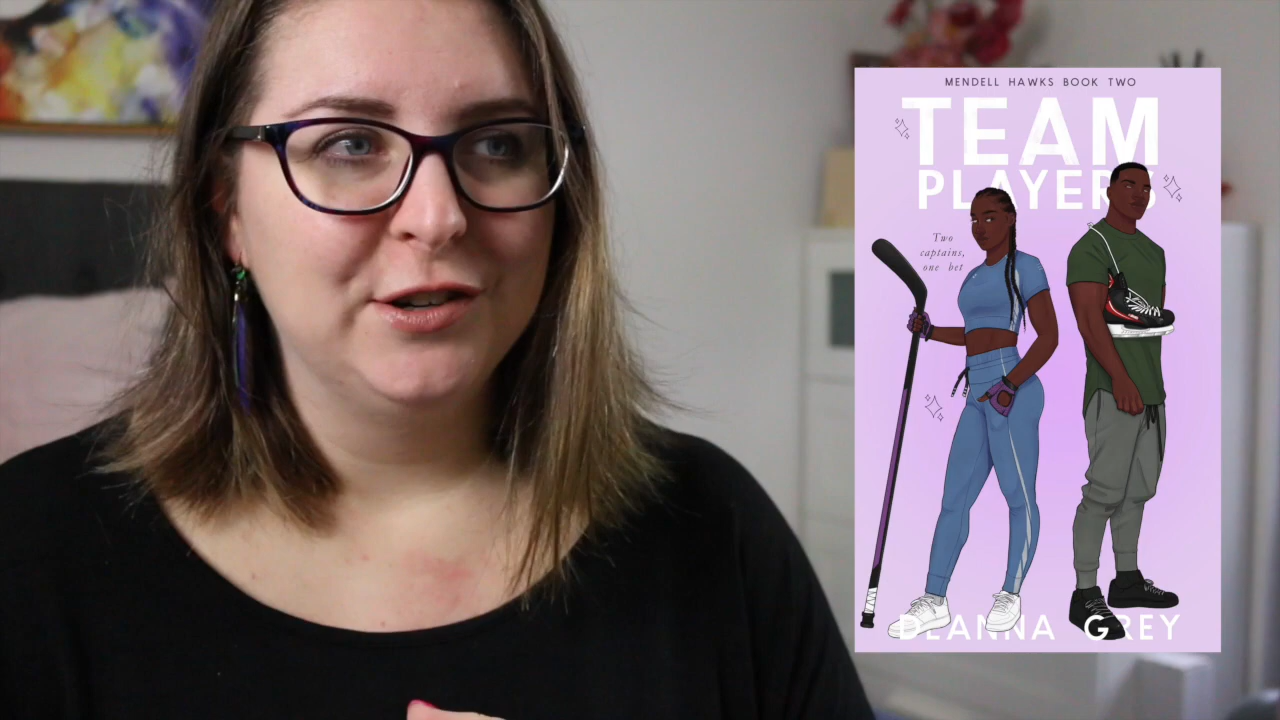 MENDELL HAWKS BOOK TWO
TEAM
PLAYERS
Two
captains,
one bet
DEANNA GREY